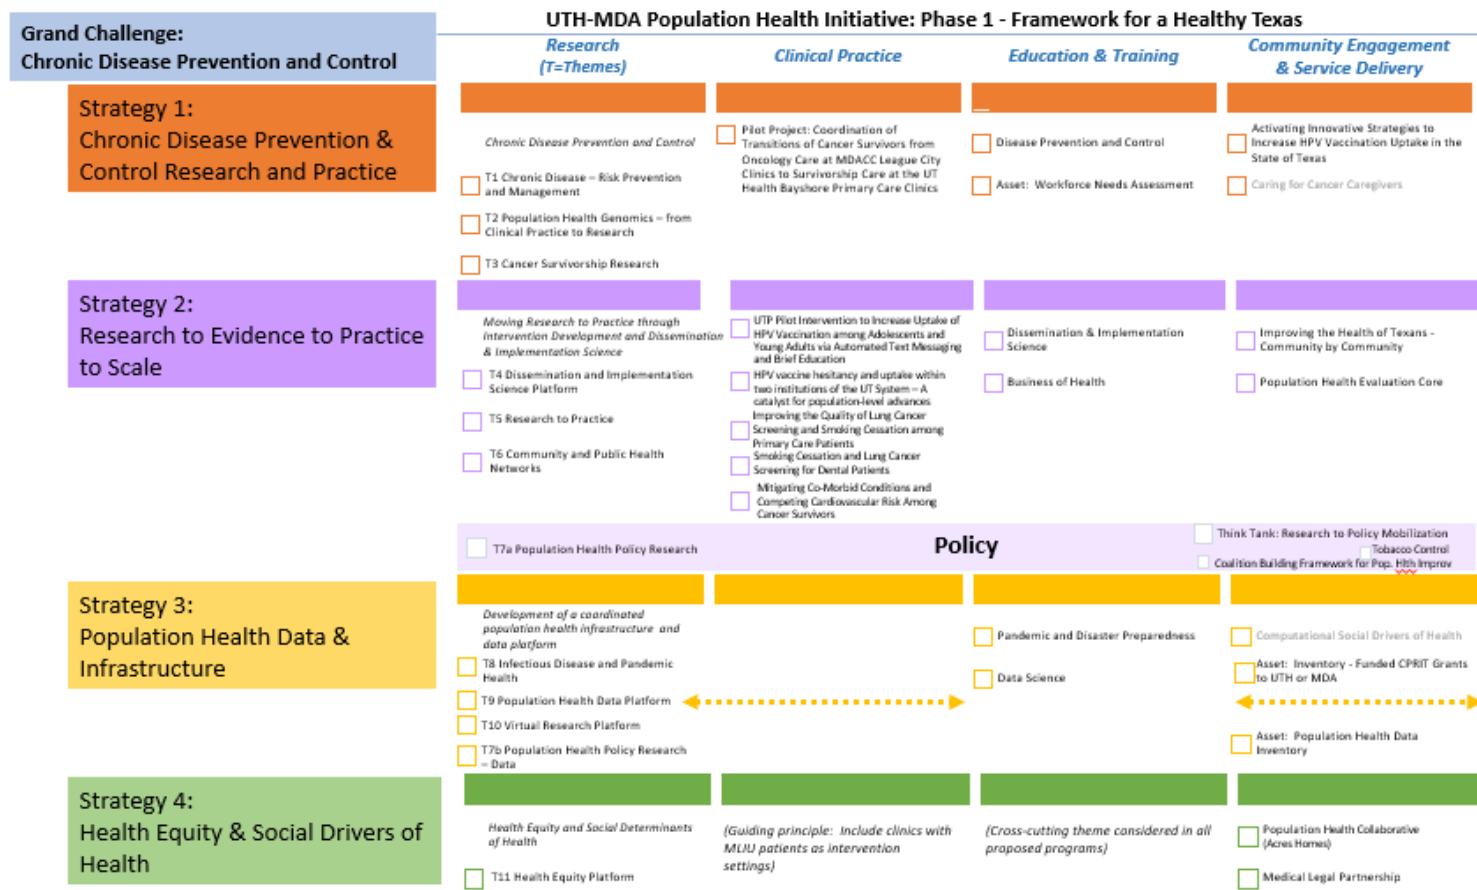 Grand Challenge:
Chronic Disease Prevention and Control
UTH-MDA Population Health Initiative: Phase 1 - Framework for a Healthy Texas
Research
(T=Themes)
Clinical Practice
Education & Training
Community Engagement
& Service Delivery
Strategy 1:
Chronic Disease Prevention &
Control Research and Practice
Chronic Disease Prevention and Control
T1 Chronic Disease – Risk Prevention
and Management
T2 Population Health Genomics – from
Clinical Practice to Research
T3 Cancer Survivorship Research
Pilot Project: Coordination of
Transitions of Cancer Survivors from
Oncology Care at MDACC League City
Clinics to Survivorship Care at the UT
Health Bayshore Primary Care Clinics
Disease Prevention and Control
Asset: Workforce Needs Assessment
Activating Innovative Strategies to
Increase HPV Vaccination Uptake in the
State of Texas
Caring for Cancer Caregivers
Strategy 2:
Research to Evidence to Practice
to Scale
Moving Research to Practice through
Intervention Development and Dissemination
& Implementation Science
T4 Dissemination and Implementation
Science Platform
T5 Research to Practice
T6 Community and Public Health
Networks
UTP Pilot Intervention to Increase Uptake of
HPV Vaccination among Adolescents and
Young Adults via Automated Text Messaging
and Brief Education
HPV vaccine hesitancy and uptake within
two institutions of the UT System – A
catalyst for population-level advances
Improving the Quality of Lung Cancer
Screening and Smoking Cessation among
Primary Care Patients
Smoking Cessation and Lung Cancer
Screening for Dental Patients
Mitigating Co-Morbid Conditions and
Competing Cardiovascular Risk Among
Cancer Survivors
Dissemination & Implementation
Science
Business of Health
Improving the Health of Texans -
Community by Community
Population Health Evaluation Core
T7a Population Health Policy Research
Policy
Think Tank: Research to Policy Mobilization
Tobacco Control
Coalition Building Framework for Pop. Hlth Improv
Strategy 3:
Population Health Data &
Infrastructure
Development of a coordinated
population health infrastructure and
data platform
T8 Infectious Disease and Pandemic
Health
T9 Population Health Data Platform
T10 Virtual Research Platform
T7b Population Health Policy Research
– Data
Pandemic and Disaster Preparedness
Data Science
Computational Social Drivers of Health
Asset: Inventory - Funded CPRIT Grants
to UTH or MDA
Asset: Population Health Data
Inventory
Strategy 4:
Health Equity & Social Drivers of
Health
Health Equity and Social Determinants
of Health
T11 Health Equity Platform
(Guiding principle: Include clinics with
MLIU patients as intervention
settings)
(Cross-cutting theme considered in all
proposed programs)
Population Health Collaborative
(Acres Homes)
Medical Legal Partnership